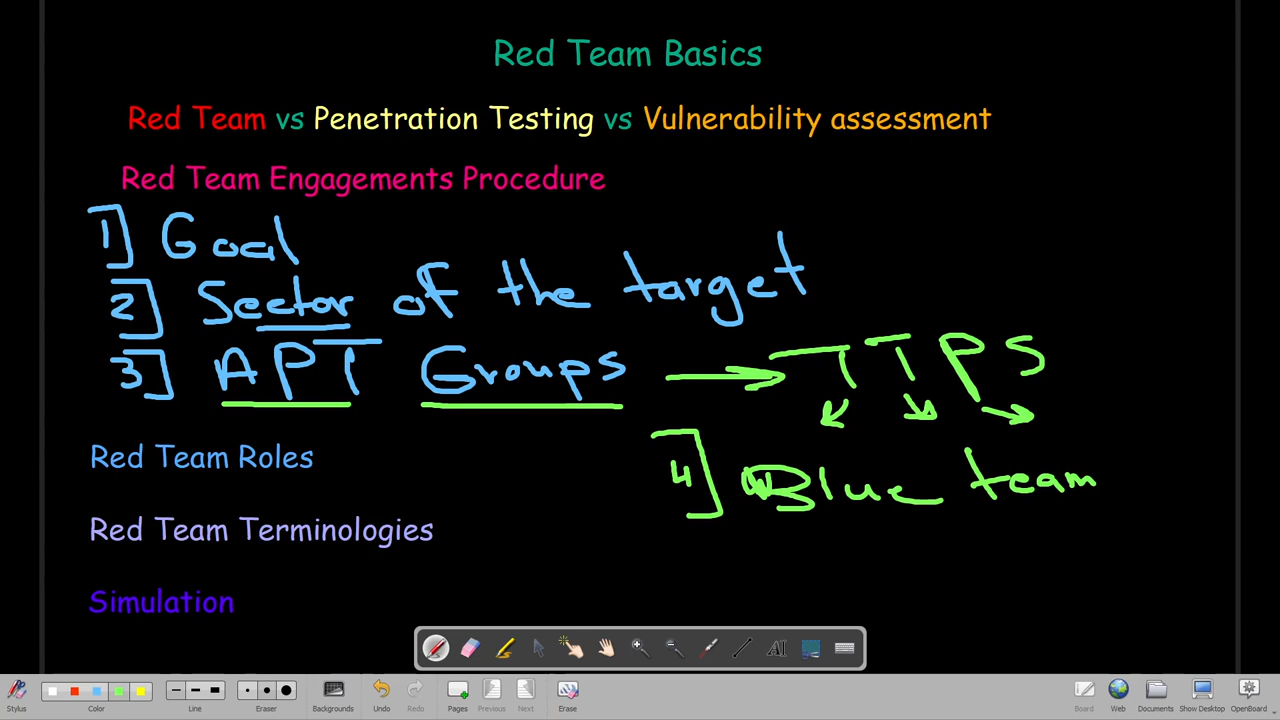 Red Team Basics
Red Team vs Penetration Testing vs Vulnerability assessment
Red Team Engagements Procedure
1] Goal
2] Sector of the target
3] APT Groups → TTPS
4] Blue team
Red Team Roles
Red Team Terminologies
Simulation
AI
Stylus Color Line Eraser Backgrounds Undo Redo Pages Previous Next Erase Board Web Documents Show Desktop OpenBoard